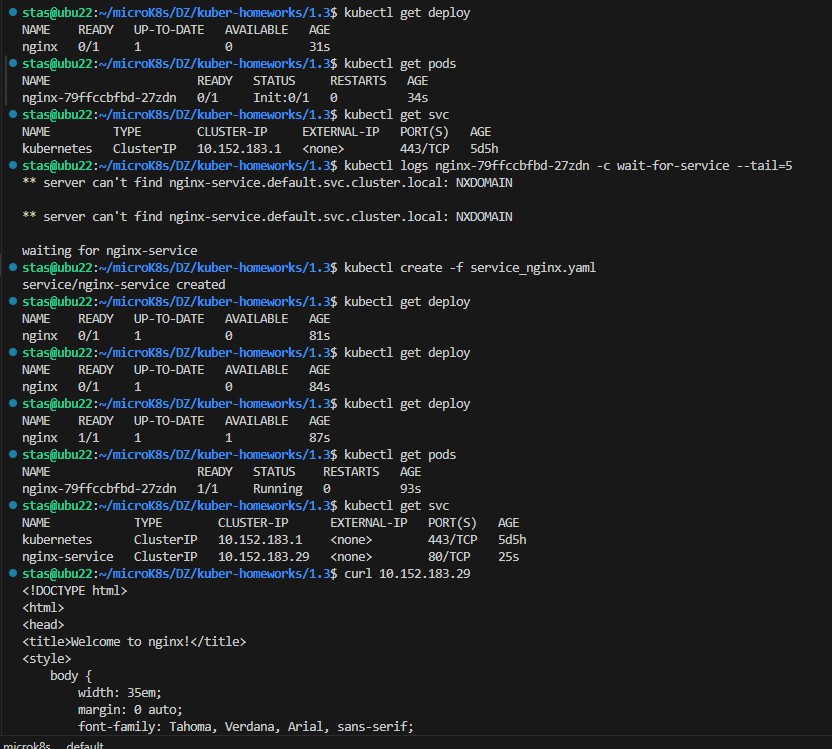 stas@ubu22:~/microK8s/DZ/kuber-homeworks/1.3$ kubectl get deploy
NAME    READY   UP-TO-DATE   AVAILABLE   AGE
nginx   0/1     1            0           31s
stas@ubu22:~/microK8s/DZ/kuber-homeworks/1.3$ kubectl get pods
NAME                     READY   STATUS     RESTARTS   AGE
nginx-79ffccbfbd-27zdn   0/1     Init:0/1   0          34s
stas@ubu22:~/microK8s/DZ/kuber-homeworks/1.3$ kubectl get svc
NAME         TYPE        CLUSTER-IP     EXTERNAL-IP   PORT(S)   AGE
kubernetes   ClusterIP   10.152.183.1   <none>        443/TCP   5d5h
stas@ubu22:~/microK8s/DZ/kuber-homeworks/1.3$ kubectl logs nginx-79ffccbfbd-27zdn -c wait-for-service --tail=5
** server can't find nginx-service.default.svc.cluster.local: NXDOMAIN
** server can't find nginx-service.default.svc.cluster.local: NXDOMAIN
waiting for nginx-service
stas@ubu22:~/microK8s/DZ/kuber-homeworks/1.3$ kubectl create -f service_nginx.yaml
service/nginx-service created
stas@ubu22:~/microK8s/DZ/kuber-homeworks/1.3$ kubectl get deploy
NAME    READY   UP-TO-DATE   AVAILABLE   AGE
nginx   0/1     1            0           81s
stas@ubu22:~/microK8s/DZ/kuber-homeworks/1.3$ kubectl get deploy
NAME    READY   UP-TO-DATE   AVAILABLE   AGE
nginx   0/1     1            0           84s
stas@ubu22:~/microK8s/DZ/kuber-homeworks/1.3$ kubectl get deploy
NAME    READY   UP-TO-DATE   AVAILABLE   AGE
nginx   1/1     1            1           87s
stas@ubu22:~/microK8s/DZ/kuber-homeworks/1.3$ kubectl get pods
NAME                     READY   STATUS    RESTARTS   AGE
nginx-79ffccbfbd-27zdn   1/1     Running   0          93s
stas@ubu22:~/microK8s/DZ/kuber-homeworks/1.3$ kubectl get svc
NAME            TYPE        CLUSTER-IP      EXTERNAL-IP   PORT(S)   AGE
kubernetes      ClusterIP   10.152.183.1    <none>        443/TCP   5d5h
nginx-service   ClusterIP   10.152.183.29   <none>        80/TCP    25s
stas@ubu22:~/microK8s/DZ/kuber-homeworks/1.3$ curl 10.152.183.29
<!DOCTYPE html>
<html>
<head>
<title>Welcome to nginx!</title>
<style>
    body {
        width: 35em;
        margin: 0 auto;
        font-family: Tahoma, Verdana, Arial, sans-serif;
microk8s default